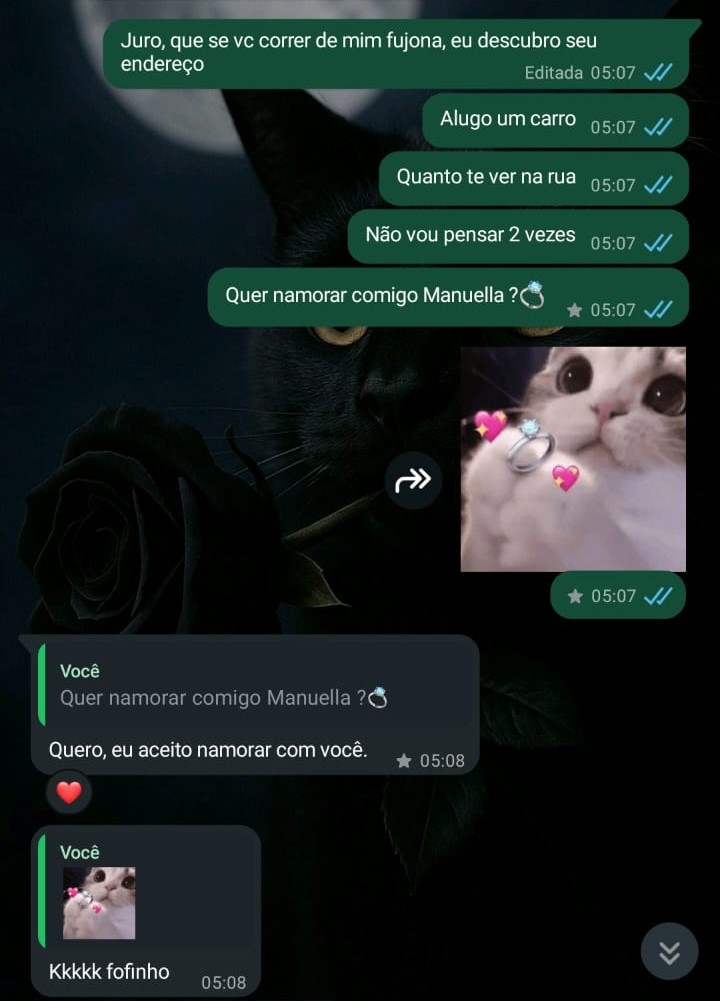 Juro, que se vc correr de mim fujona, eu descubro seu
endereço
Editada 05:07
Alugo um carro 05:07
Quanto te ver na rua 05:07
Não vou pensar 2 vezes 05:07
Quer namorar comigo Manuella ?💍 05:07
05:07
Você
Quer namorar comigo Manuella ?💍
Quero, eu aceito namorar com você. 05:08
Você
Kkkkk fofinho 05:08